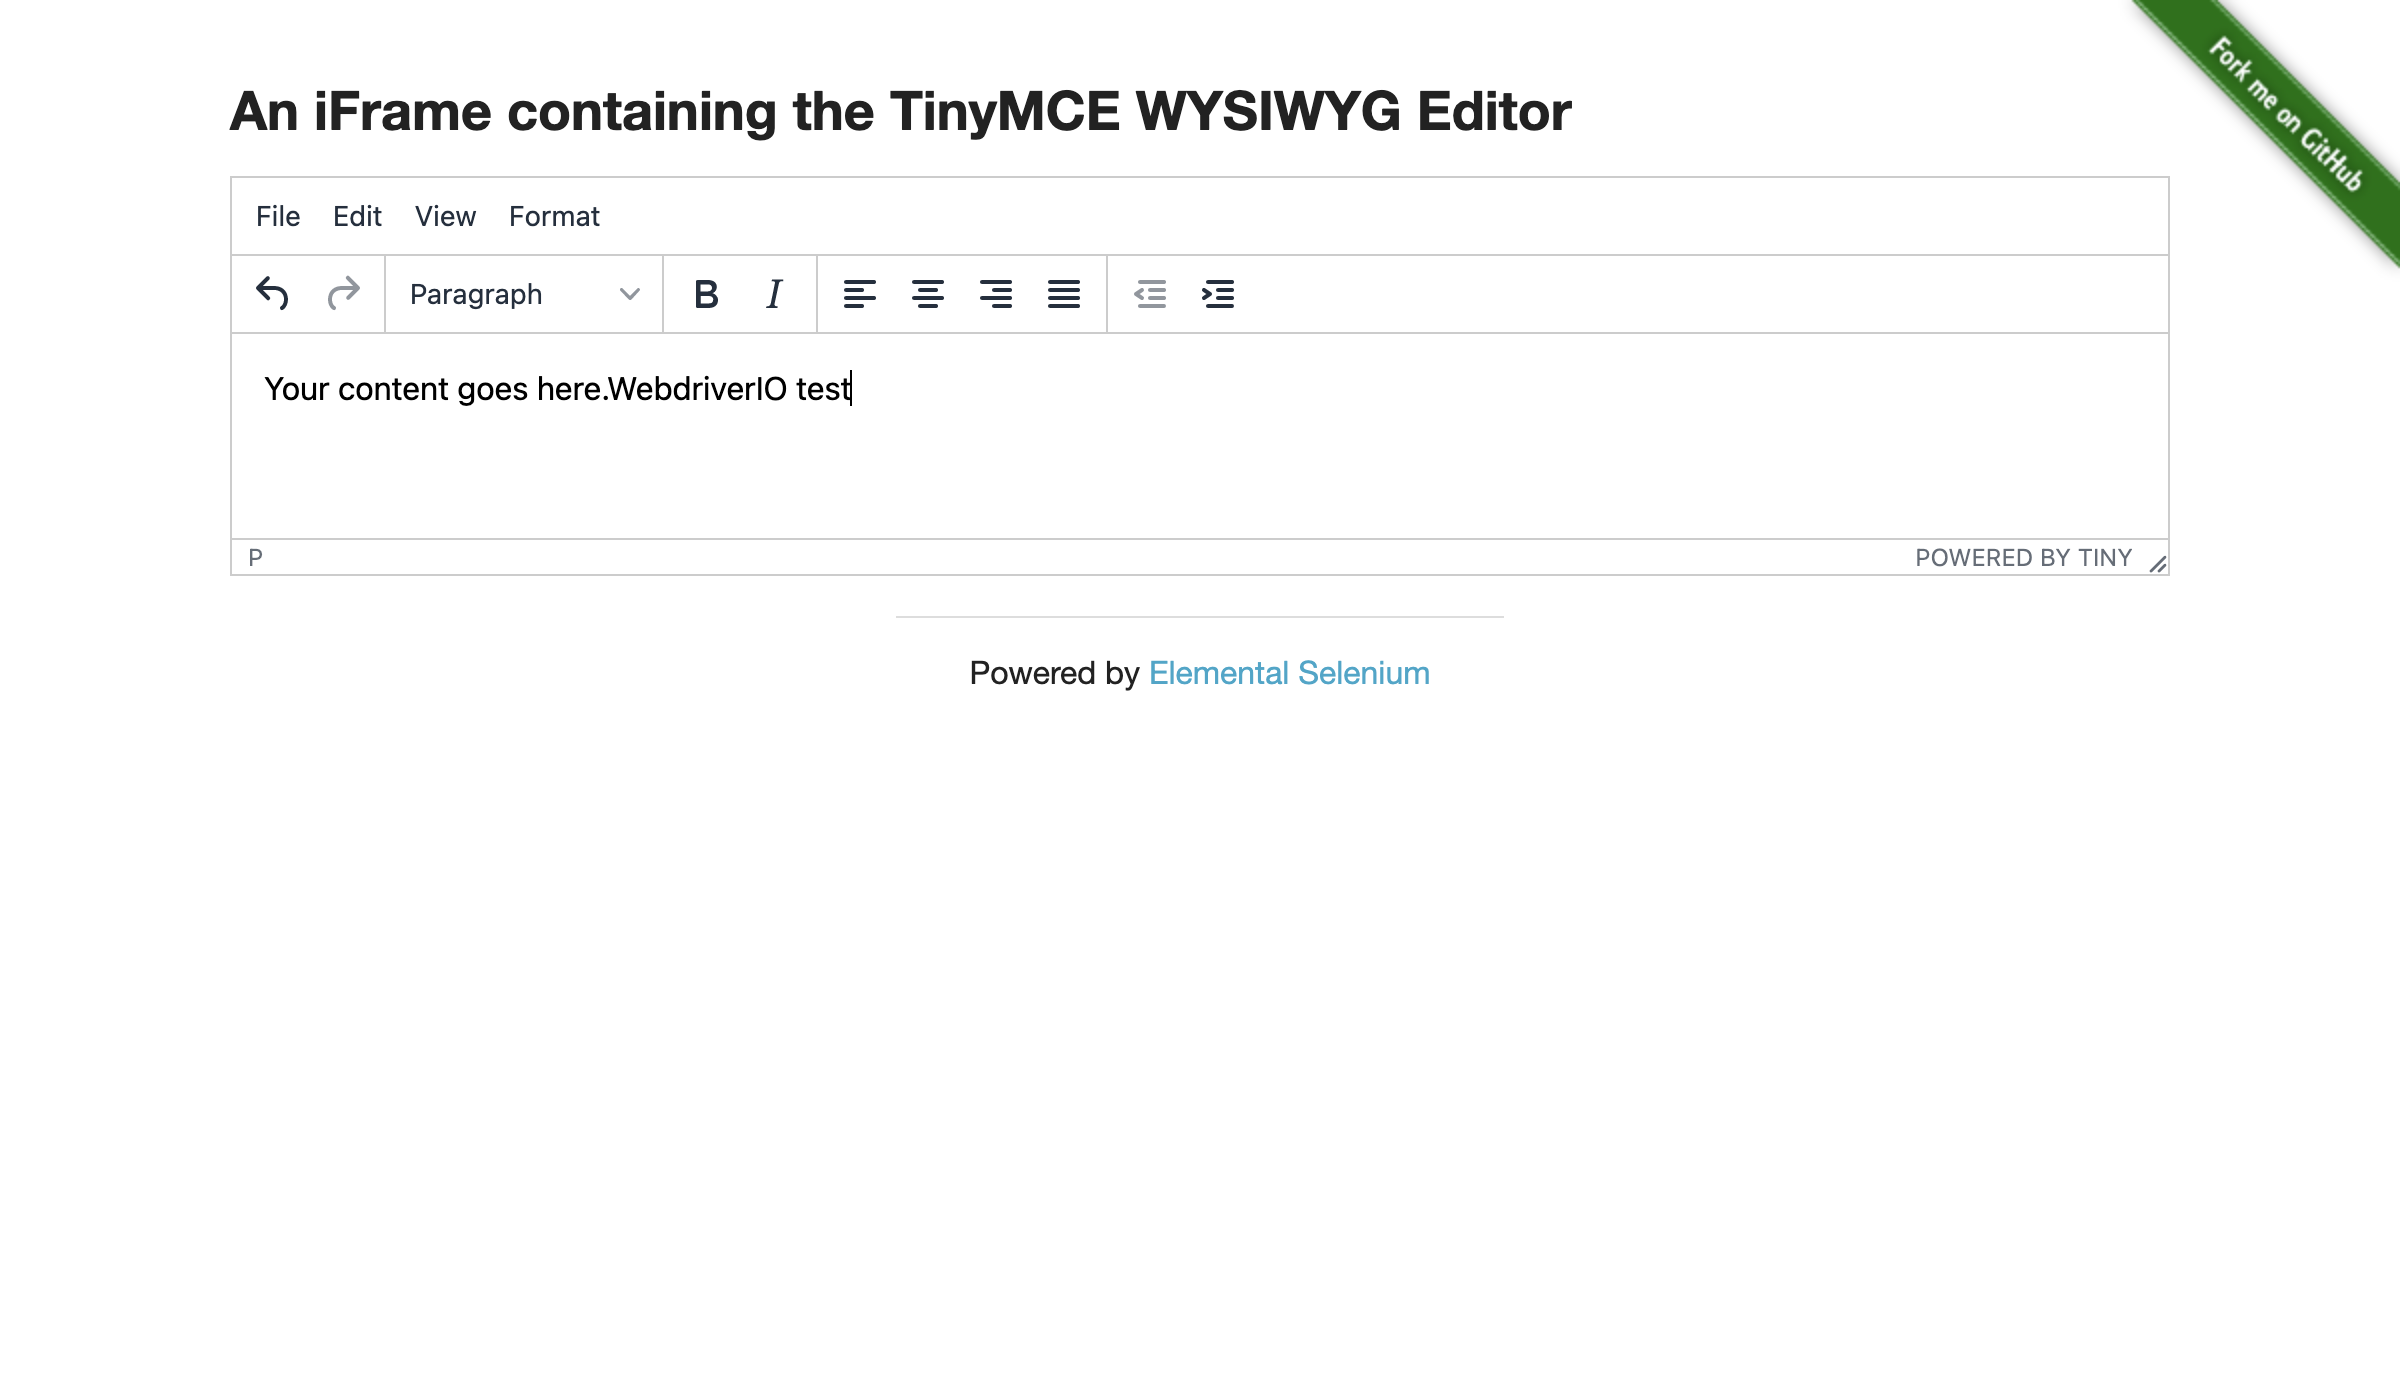 Fork me on GitHub
An iFrame containing the TinyMCE WYSIWYG Editor
File Edit View Format
Paragraph B I
Your content goes here.WebdriverIO test
P POWERED BY TINY
Powered by Elemental Selenium